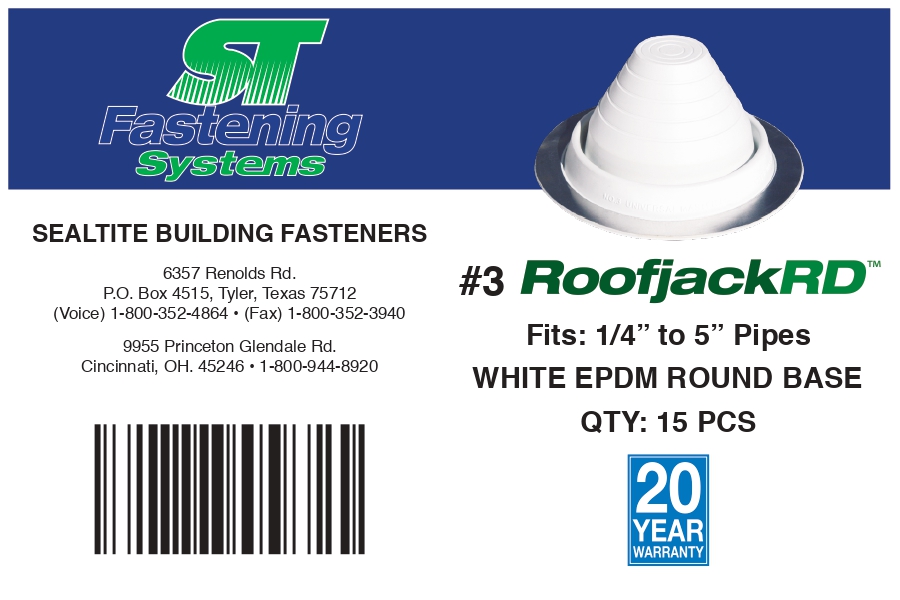 ST
Fastening
Systems
SEALTITE BUILDING FASTENERS
6357 Renolds Rd.
P.O. Box 4515, Tyler, Texas 75712
(Voice) 1-800-352-4864 • (Fax) 1-800-352-3940
9955 Princeton Glendale Rd.
Cincinnati, OH. 45246 • 1-800-944-8920
#3 RoofjackRD™
Fits: 1/4” to 5” Pipes
WHITE EPDM ROUND BASE
QTY: 15 PCS
20
YEAR
WARRANTY